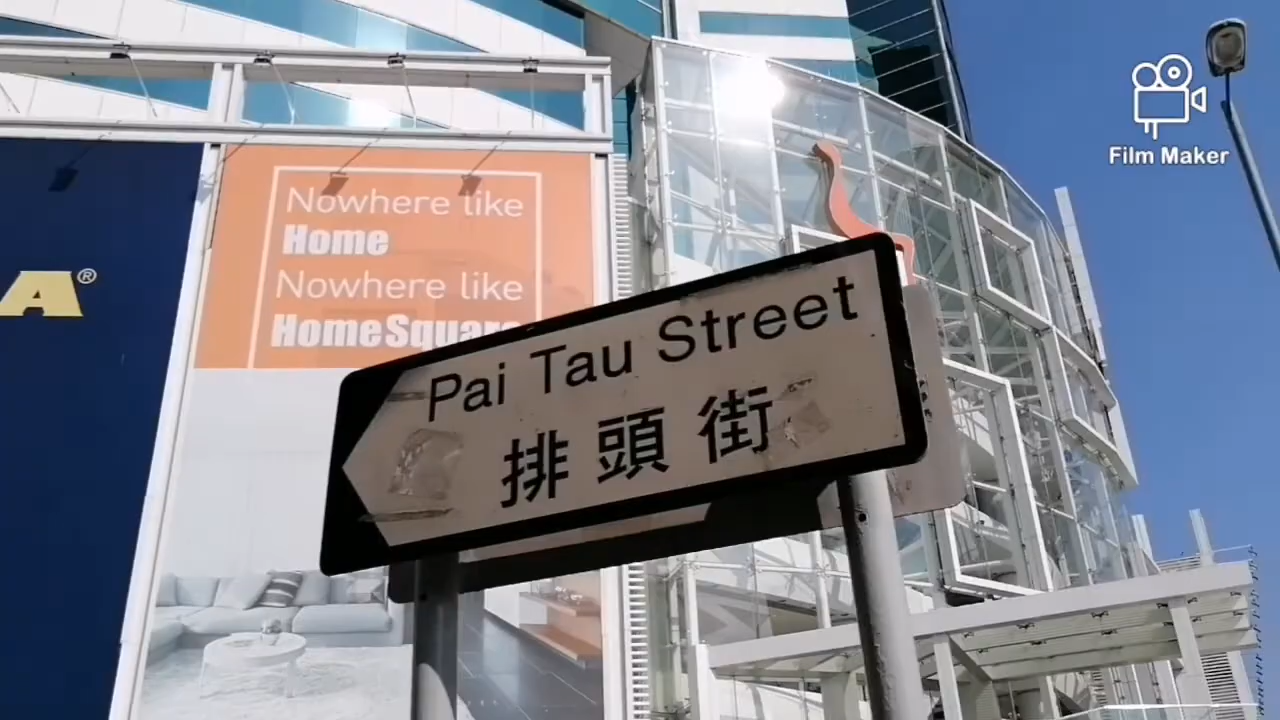 Film Maker
Nowhere like
Home
Nowhere like
HomeSquare
A®
Pai Tau Street
排頭街